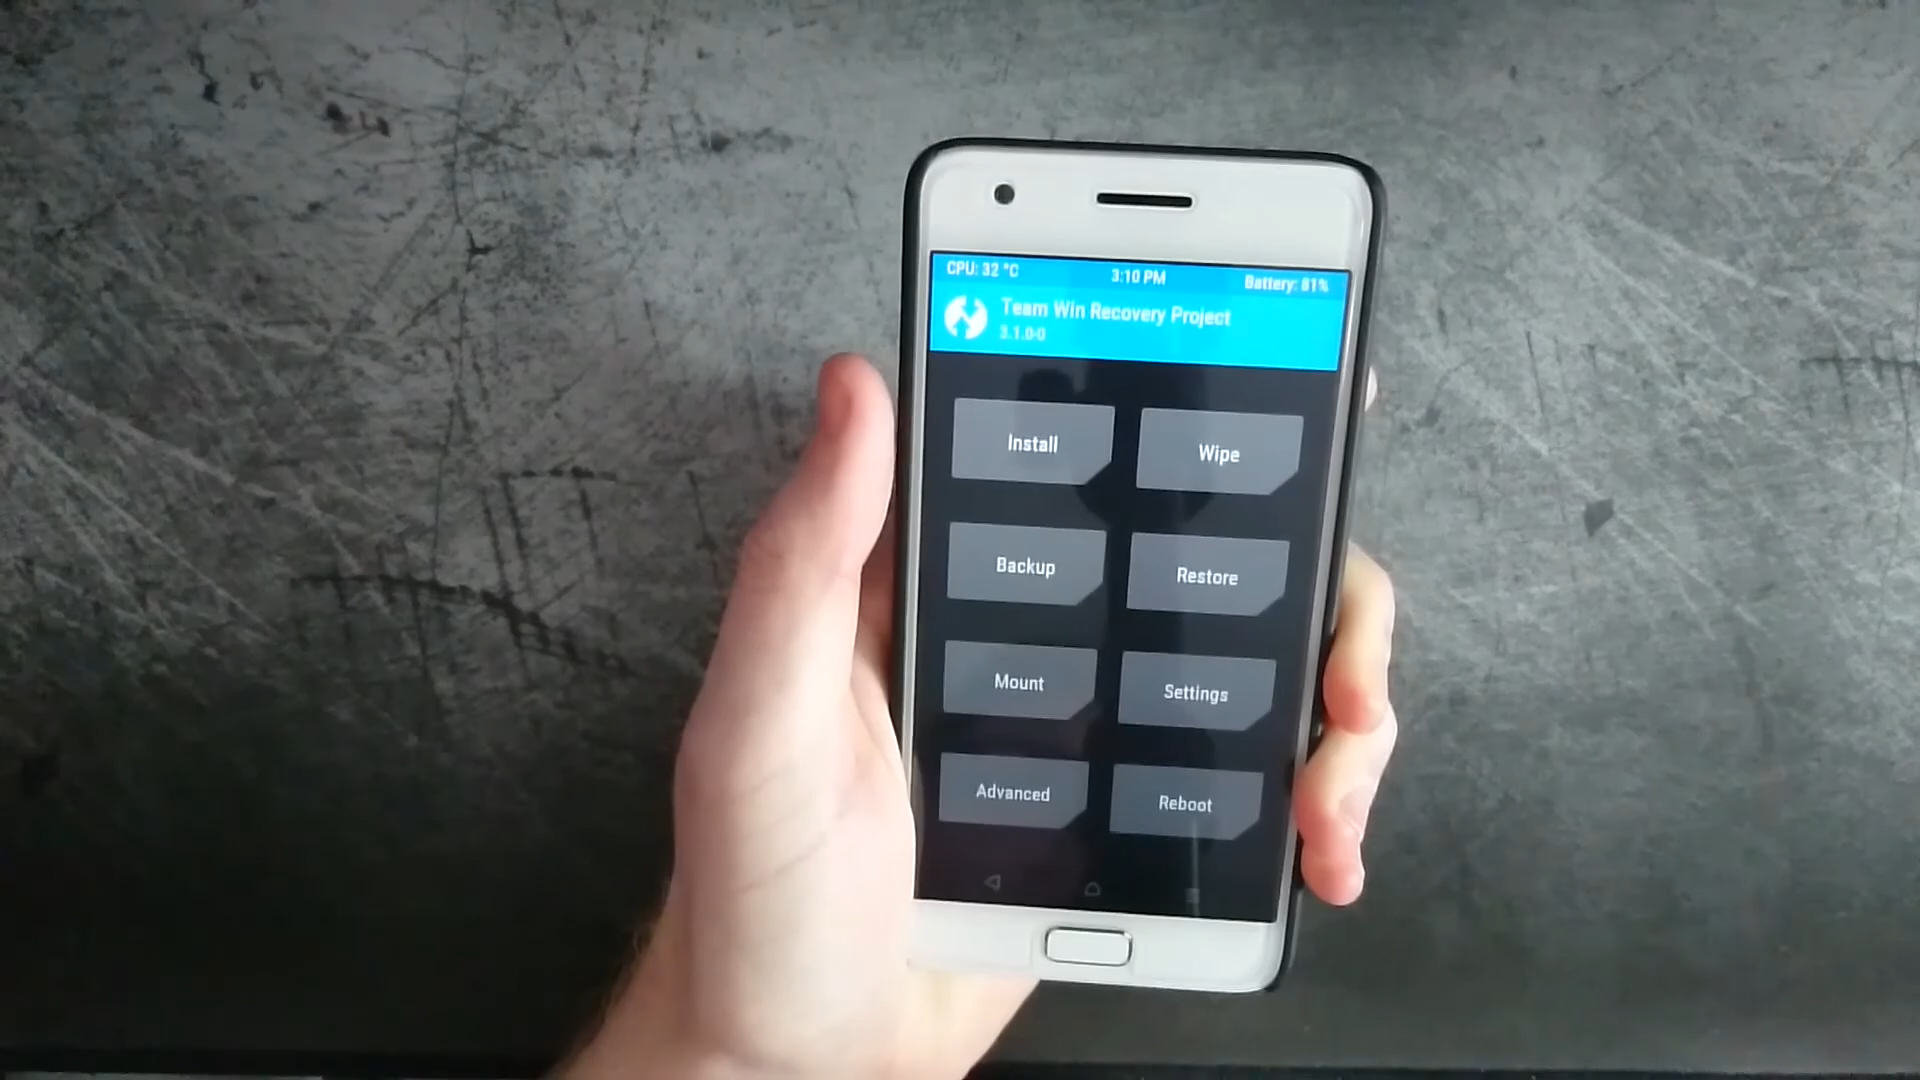 CPU: 32 °C 3:10 PM Battery: 81%
Team Win Recovery Project
3.1.0-0
Install Wipe
Backup Restore
Mount Settings
Advanced Reboot